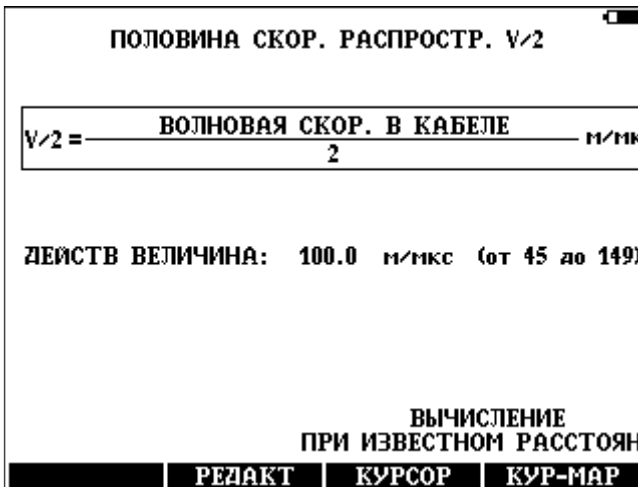 ПОЛОВИНА СКОР. РАСПРОСТР. V/2
V/2 = ВОЛНОВАЯ СКОР. В КАБЕЛЕ м/мк
2
ДЕЙСТВ ВЕЛИЧИНА: 100.0 м/мкс (от 45 до 149)
ВЫЧИСЛЕНИЕ
ПРИ ИЗВЕСТНОМ РАССТОЯН
РЕДАКТ КУРСОР КУР-МАР